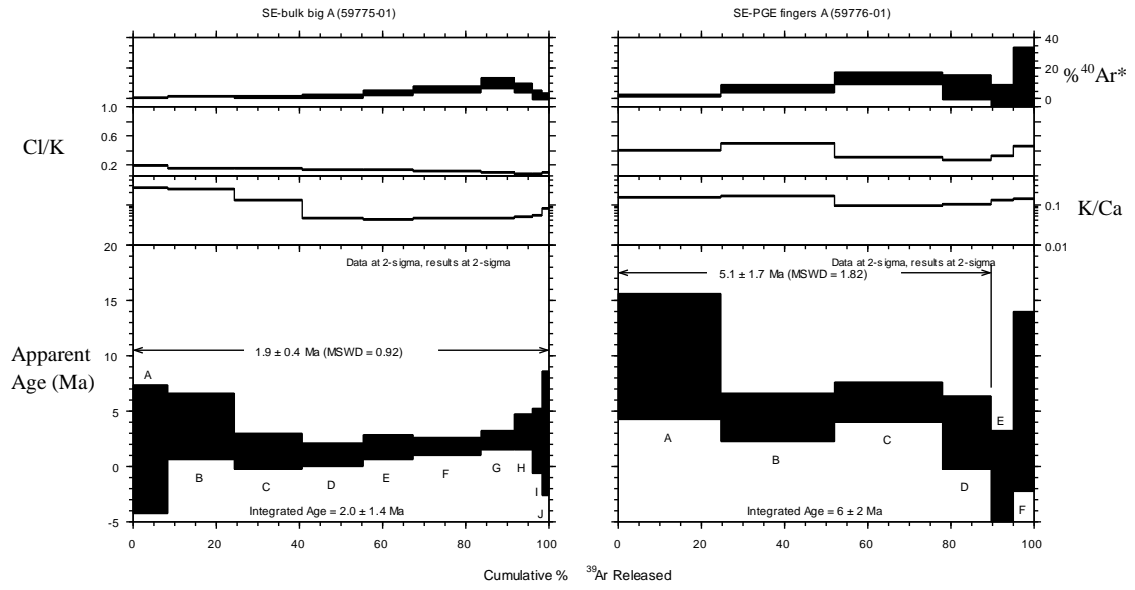 SE-bulk big A (59775-01)
SE-PGE fingers A (59776-01)
40
20
0
%⁴⁰Ar*
1.0
0.6
0.2
Cl/K
0.1
0.01
K/Ca
20
15
10
5
0
-5
Apparent
Age (Ma)
Data at 2-sigma, results at 2-sigma
1.9 ± 0.4 Ma (MSWD = 0.92)
A
B
C
D
E
F
G
H
I
J
Integrated Age = 2.0 ± 1.4 Ma
Data at 2-sigma, results at 2-sigma
5.1 ± 1.7 Ma (MSWD = 1.82)
A
B
C
D
E
F
Integrated Age = 6 ± 2 Ma
0 20 40 60 80 100
0 20 40 60 80 100
Cumulative % ³⁹Ar Released